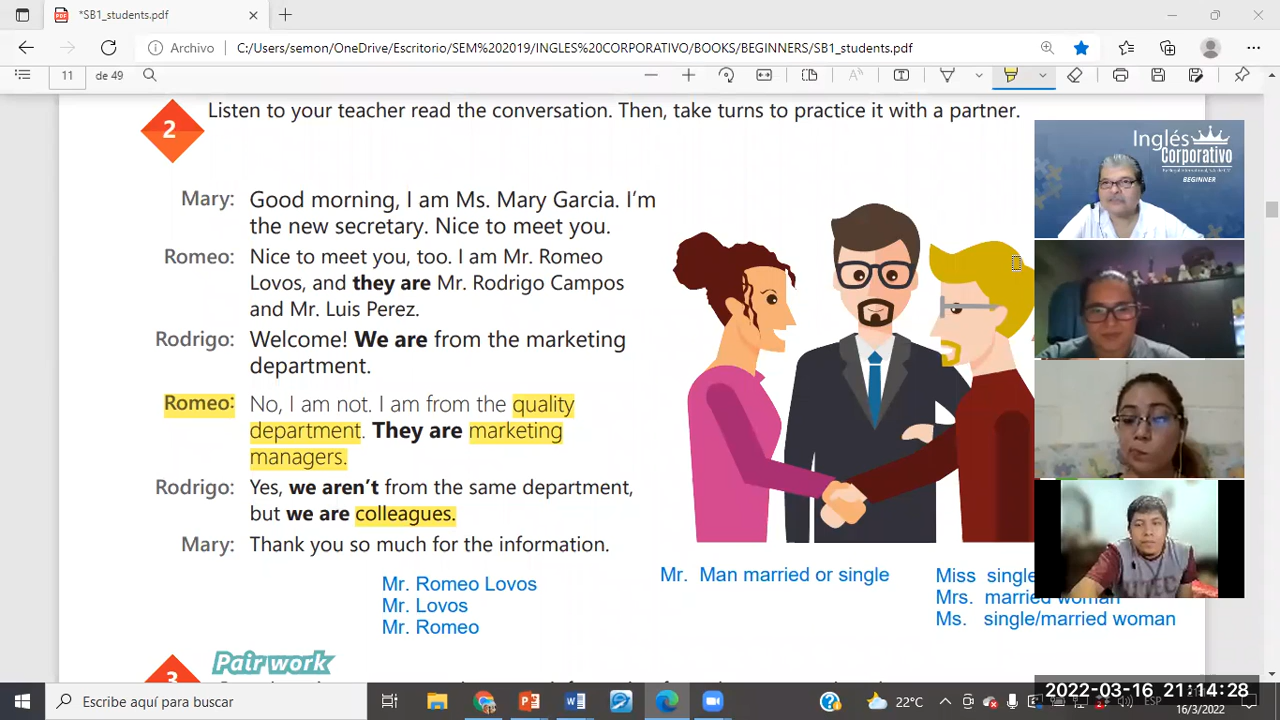 *SB1_students.pdf
Archivo
C:/Users/semon/OneDrive/Escritorio/SEM%202019/INGLES%20CORPORATIVO/BOOKS/BEGINNERS/SB1_students.pdf
11 de 49
2 Listen to your teacher read the conversation. Then, take turns to practice it with a partner.
Inglés
Corporativo
BEGINNER
Mary: Good morning, I am Ms. Mary Garcia. I'm
the new secretary. Nice to meet you.
Romeo: Nice to meet you, too. I am Mr. Romeo
Lovos, and they are Mr. Rodrigo Campos
and Mr. Luis Perez.
Rodrigo: Welcome! We are from the marketing
department.
Romeo: No, I am not. I am from the quality
department. They are marketing
managers.
Rodrigo: Yes, we aren't from the same department,
but we are colleagues.
Mary: Thank you so much for the information.
Mr. Romeo Lovos
Mr. Lovos
Mr. Romeo
Mr. Man married or single
Miss single
Mrs. married woman
Ms. single/married woman
3 Pair work
Escribe aquí para buscar
22°C
ESP
2022-03-16 21:14:28
16/3/2022